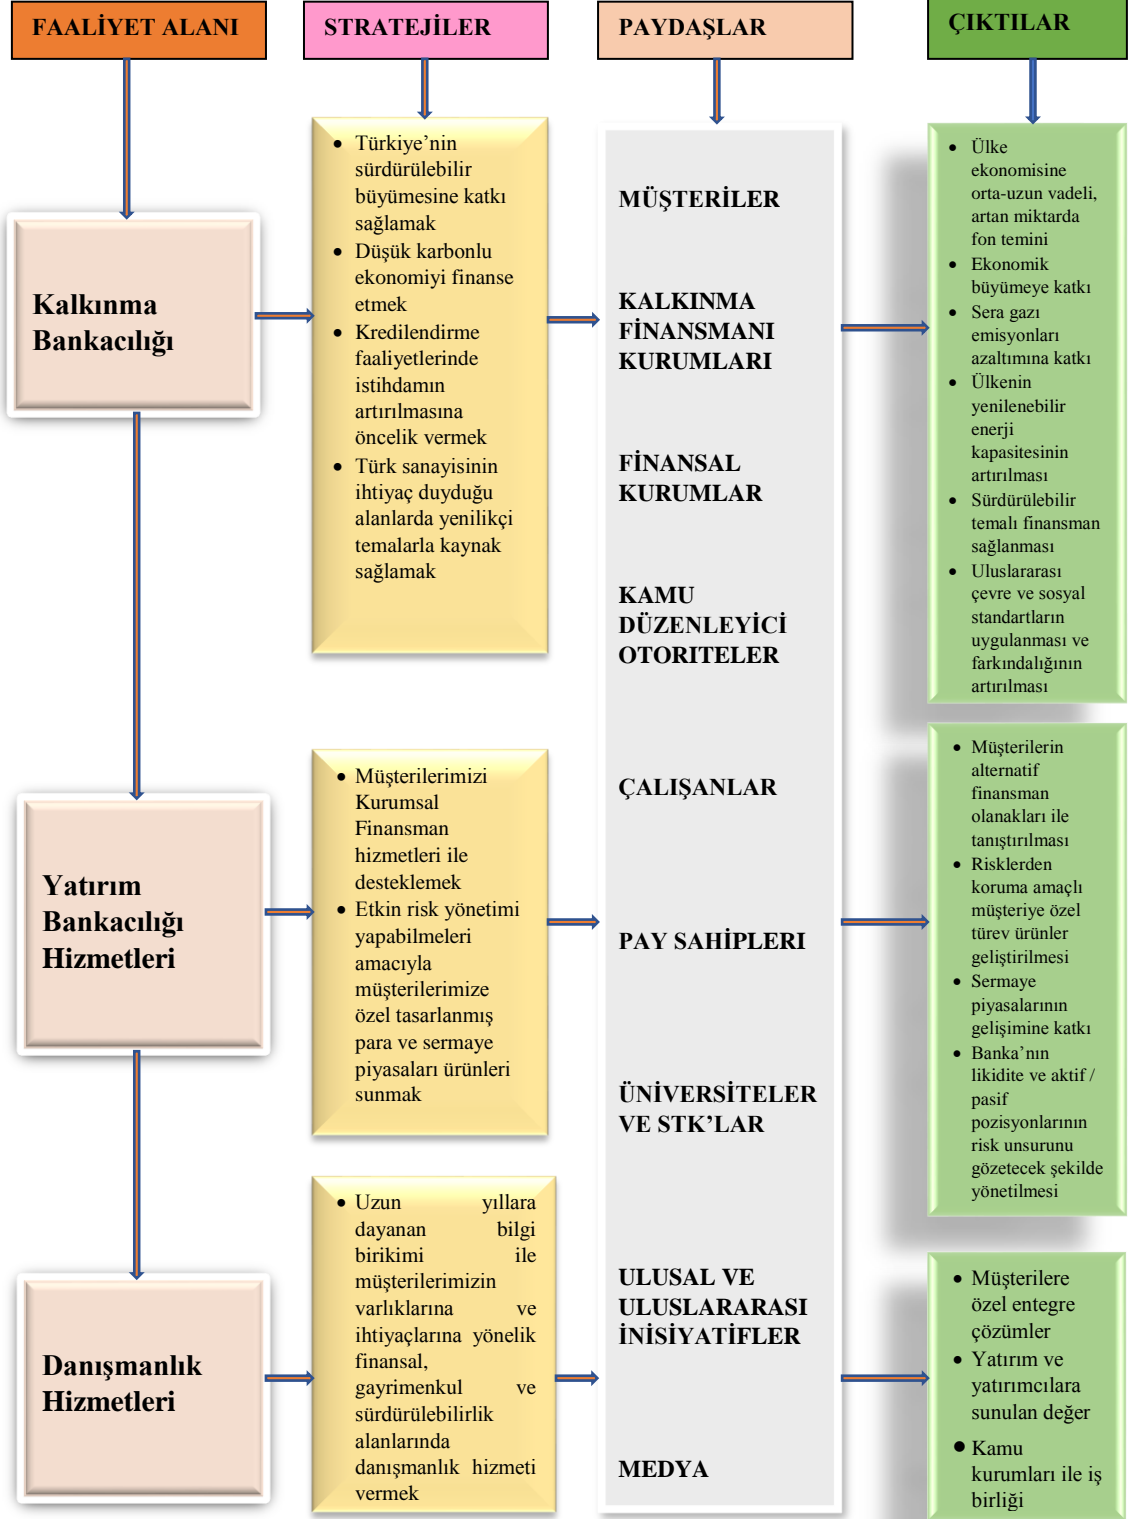 FAALİYET ALANI
STRATEJİLER
PAYDAŞLAR
ÇIKTILAR
Kalkınma
Bankacılığı
• Türkiye’nin
sürdürülebilir
büyümesine katkı
sağlamak
• Düşük karbonlu
ekonomiyi finanse
etmek
• Kredilendirme
faaliyetlerinde
istihdamın
artırılmasına
öncelik vermek
• Türk sanayisinin
ihtiyaç duyduğu
alanlarda yenilikçi
temalarla kaynak
sağlamak
MÜŞTERİLER
KALKINMA
FİNANSMANI
KURUMLARI
FİNANSAL
KURUMLAR
KAMU
DÜZENLEYİCİ
OTORITELER
ÇALIŞANLAR
PAY SAHİPLERI
ÜNİVERSİTELER
VE STK’LAR
ULUSAL VE
ULUSLARARASI
İNİSİYATİFLER
MEDYA
• Ülke
ekonomisine
orta-uzun vadeli,
artan miktarda
fon temini
• Ekonomik
büyümeye katkı
• Sera gazı
emisyonları
azaltımına katkı
• Ülkenin
yenilenebilir
enerji
kapasitesinin
artırılması
• Sürdürülebilir
temalı finansman
sağlanması
• Uluslararası
çevre ve sosyal
standartların
uygulanması ve
farkındalığının
artırılması
Yatırım
Bankacılığı
Hizmetleri
• Müşterilerimizi
Kurumsal
Finansman
hizmetleri ile
desteklemek
• Etkin risk yönetimi
yapabilmeleri
amacıyla
müşterilerimize
özel tasarlanmış
para ve sermaye
piyasaları ürünleri
sunmak
• Müşterilerin
alternatif
finansman
olanakları ile
tanıştırılması
• Risklerden
koruma amaçlı
müşteriye özel
türev ürünler
geliştirilmesi
• Sermaye
piyasalarının
gelişimine katkı
• Banka’nın
likidite ve aktif /
pasif
pozisyonlarının
risk unsurunu
gözetecek şekilde
yönetilmesi
Danışmanlık
Hizmetleri
• Uzun yıllara
dayanan bilgi
birikimi ile
müşterilerimizin
varlıklarına ve
ihtiyaçlarına yönelik
finansal,
gayrimenkul ve
sürdürülebilirlik
alanlarında
danışmanlık hizmeti
vermek
• Müşterilere
özel entegre
çözümler
• Yatırım ve
yatırımcılara
sunulan değer
• Kamu
kurumları ile iş
birliği